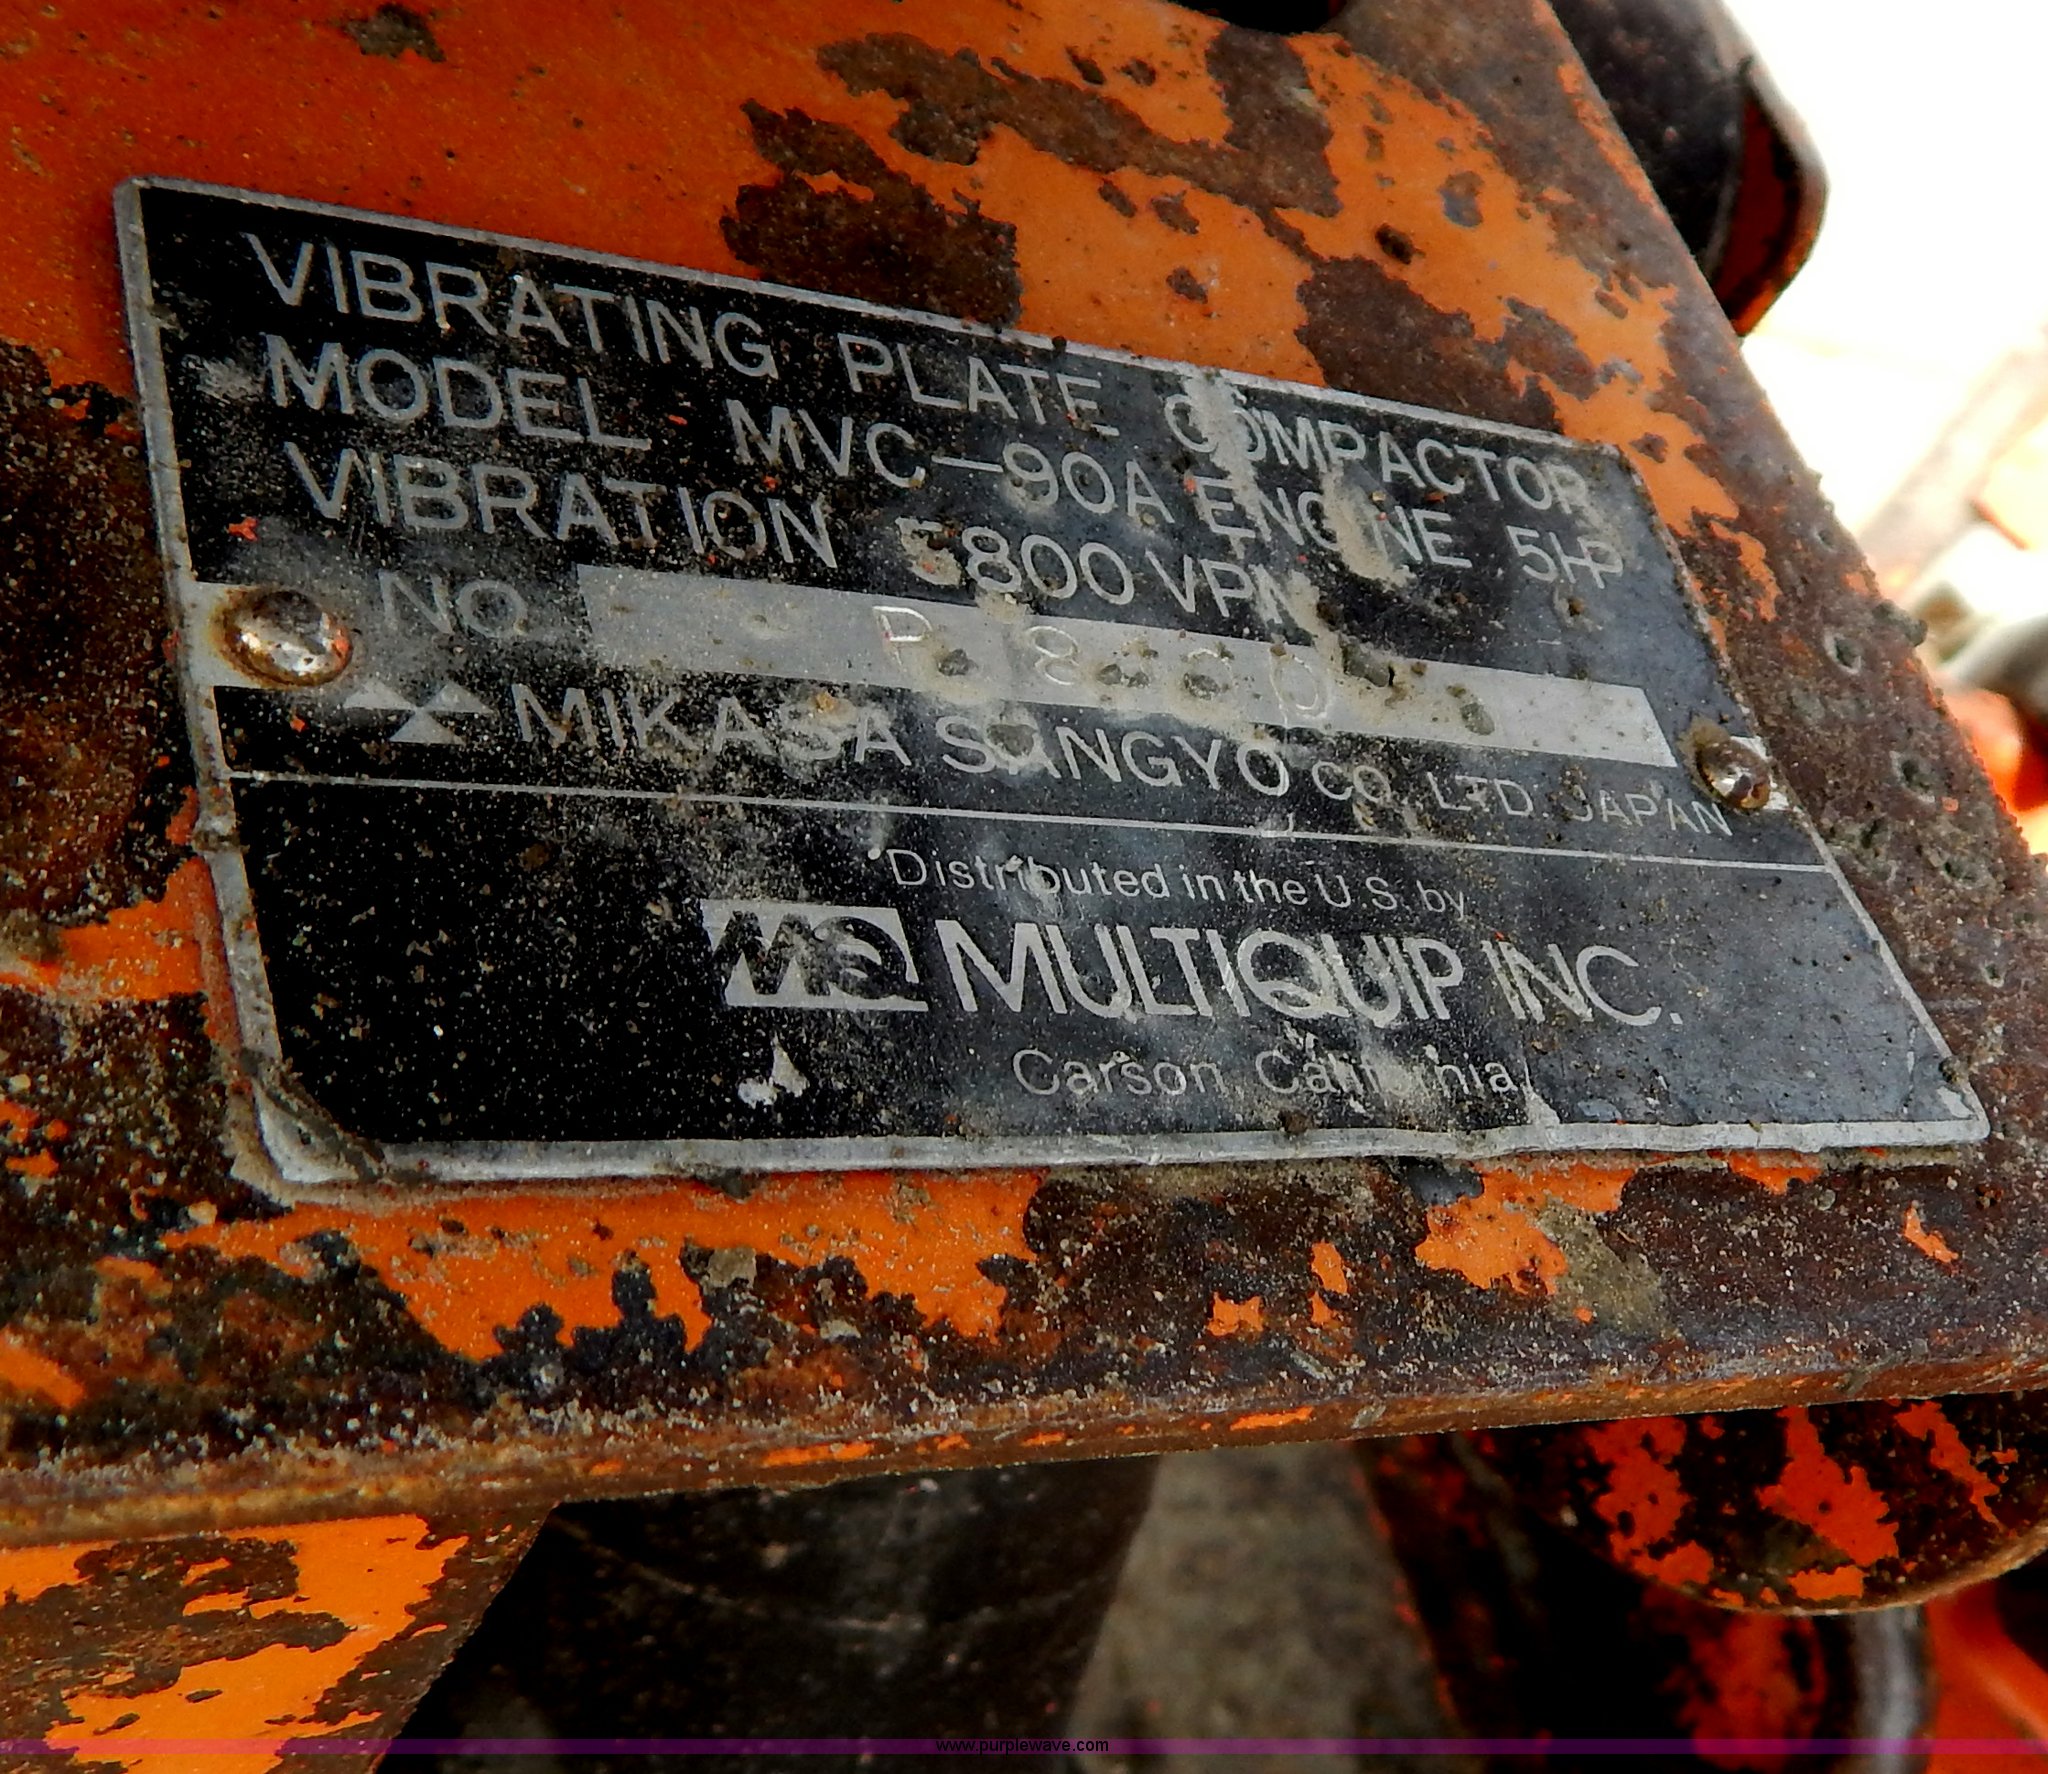 VIBRATING PLATE COMPACTOR
MODEL MVC-90A ENGINE 5HP
VIBRATION 5800 VPM
NO.
MIKASA SANGYO CO. LTD. JAPAN
Distributed in the U.S. by
MQ MULTIQUIP INC.
Carson California
www.purplewave.com